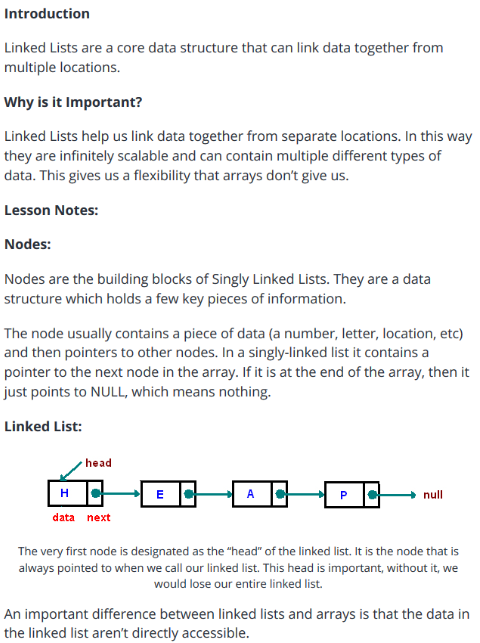 Introduction
Linked Lists are a core data structure that can link data together from
multiple locations.
Why is it Important?
Linked Lists help us link data together from separate locations. In this way
they are infinitely scalable and can contain multiple different types of
data. This gives us a flexibility that arrays don’t give us.
Lesson Notes:
Nodes:
Nodes are the building blocks of Singly Linked Lists. They are a data
structure which holds a few key pieces of information.
The node usually contains a piece of data (a number, letter, location, etc)
and then pointers to other nodes. In a singly-linked list it contains a
pointer to the next node in the array. If it is at the end of the array, then it
just points to NULL, which means nothing.
Linked List:
head
H E A P null
data next
The very first node is designated as the “head” of the linked list. It is the node that is
always pointed to when we call our linked list. This head is important, without it, we
would lose our entire linked list.
An important difference between linked lists and arrays is that the data in
the linked list aren’t directly accessible.